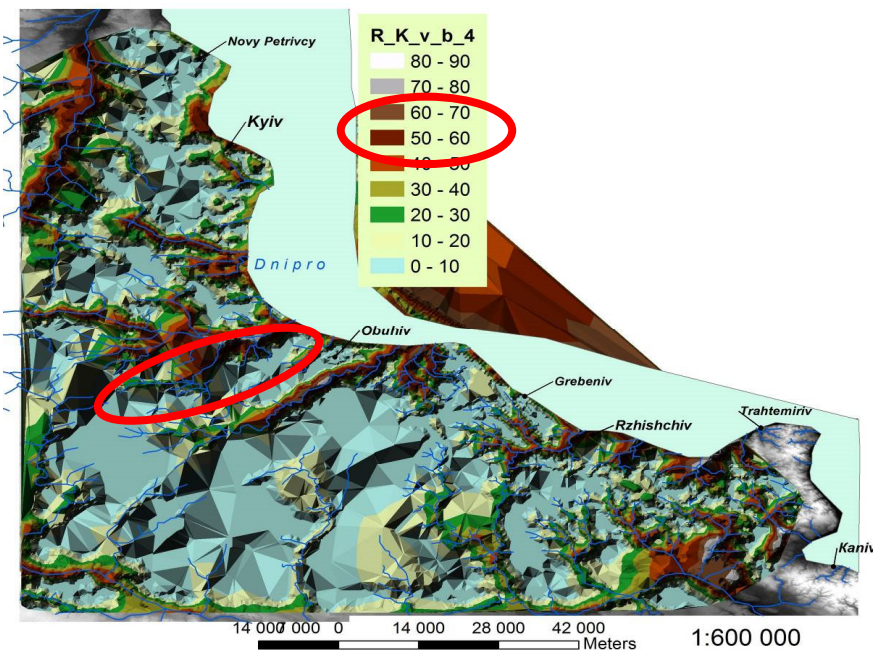 R_K_v_b_4
80 - 90
70 - 80
60 - 70
50 - 60
40 - 50
30 - 40
20 - 30
10 - 20
0 - 10
Novy Petrivcy
Kyiv
Dnipro
Obuhiv
Grebeniv
Trahtemiriv
Rzhishchiv
Kaniv
14 000 7 000 0 14 000 28 000 42 000
Meters
1:600 000